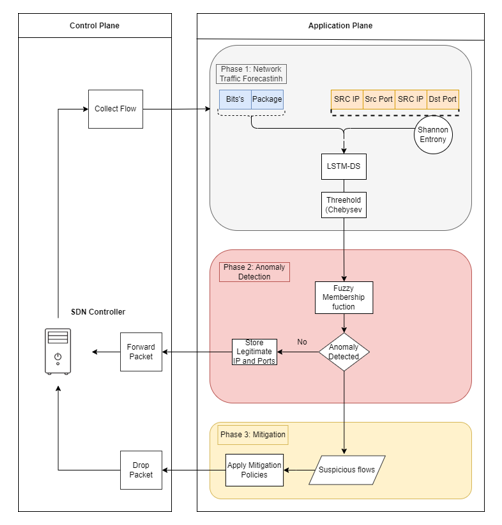 Control Plane
Application Plane
Phase 1: Network
Traffic Forecastinh
Collect Flow
Bits's
Package
SRC IP
Src Port
SRC IP
Dst Port
Shannon
Entrony
LSTM-DS
Threehold
(Chebysev
Phase 2: Anomaly
Detection
Fuzzy
Membership
fuction
SDN Controller
Forward
Packet
Store
Legitimate
IP and Ports
No
Anomaly
Detected
Phase 3: Mitigation
Drop
Packet
Apply Mitigation
Policies
Suspicious flows